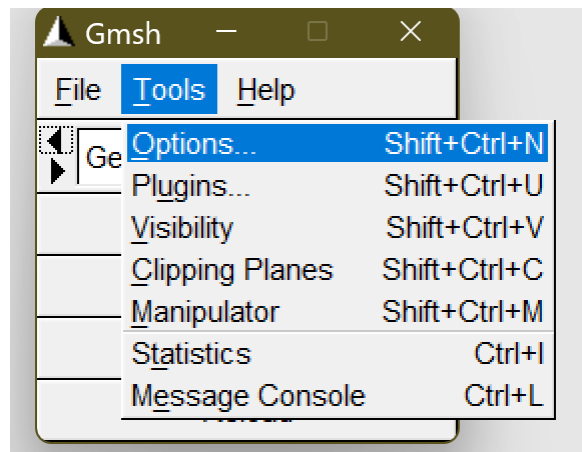 Gmsh
File Tools Help
Ge
Options... Shift+Ctrl+N
Plugins... Shift+Ctrl+U
Visibility Shift+Ctrl+V
Clipping Planes Shift+Ctrl+C
Manipulator Shift+Ctrl+M
Statistics Ctrl+I
Message Console Ctrl+L